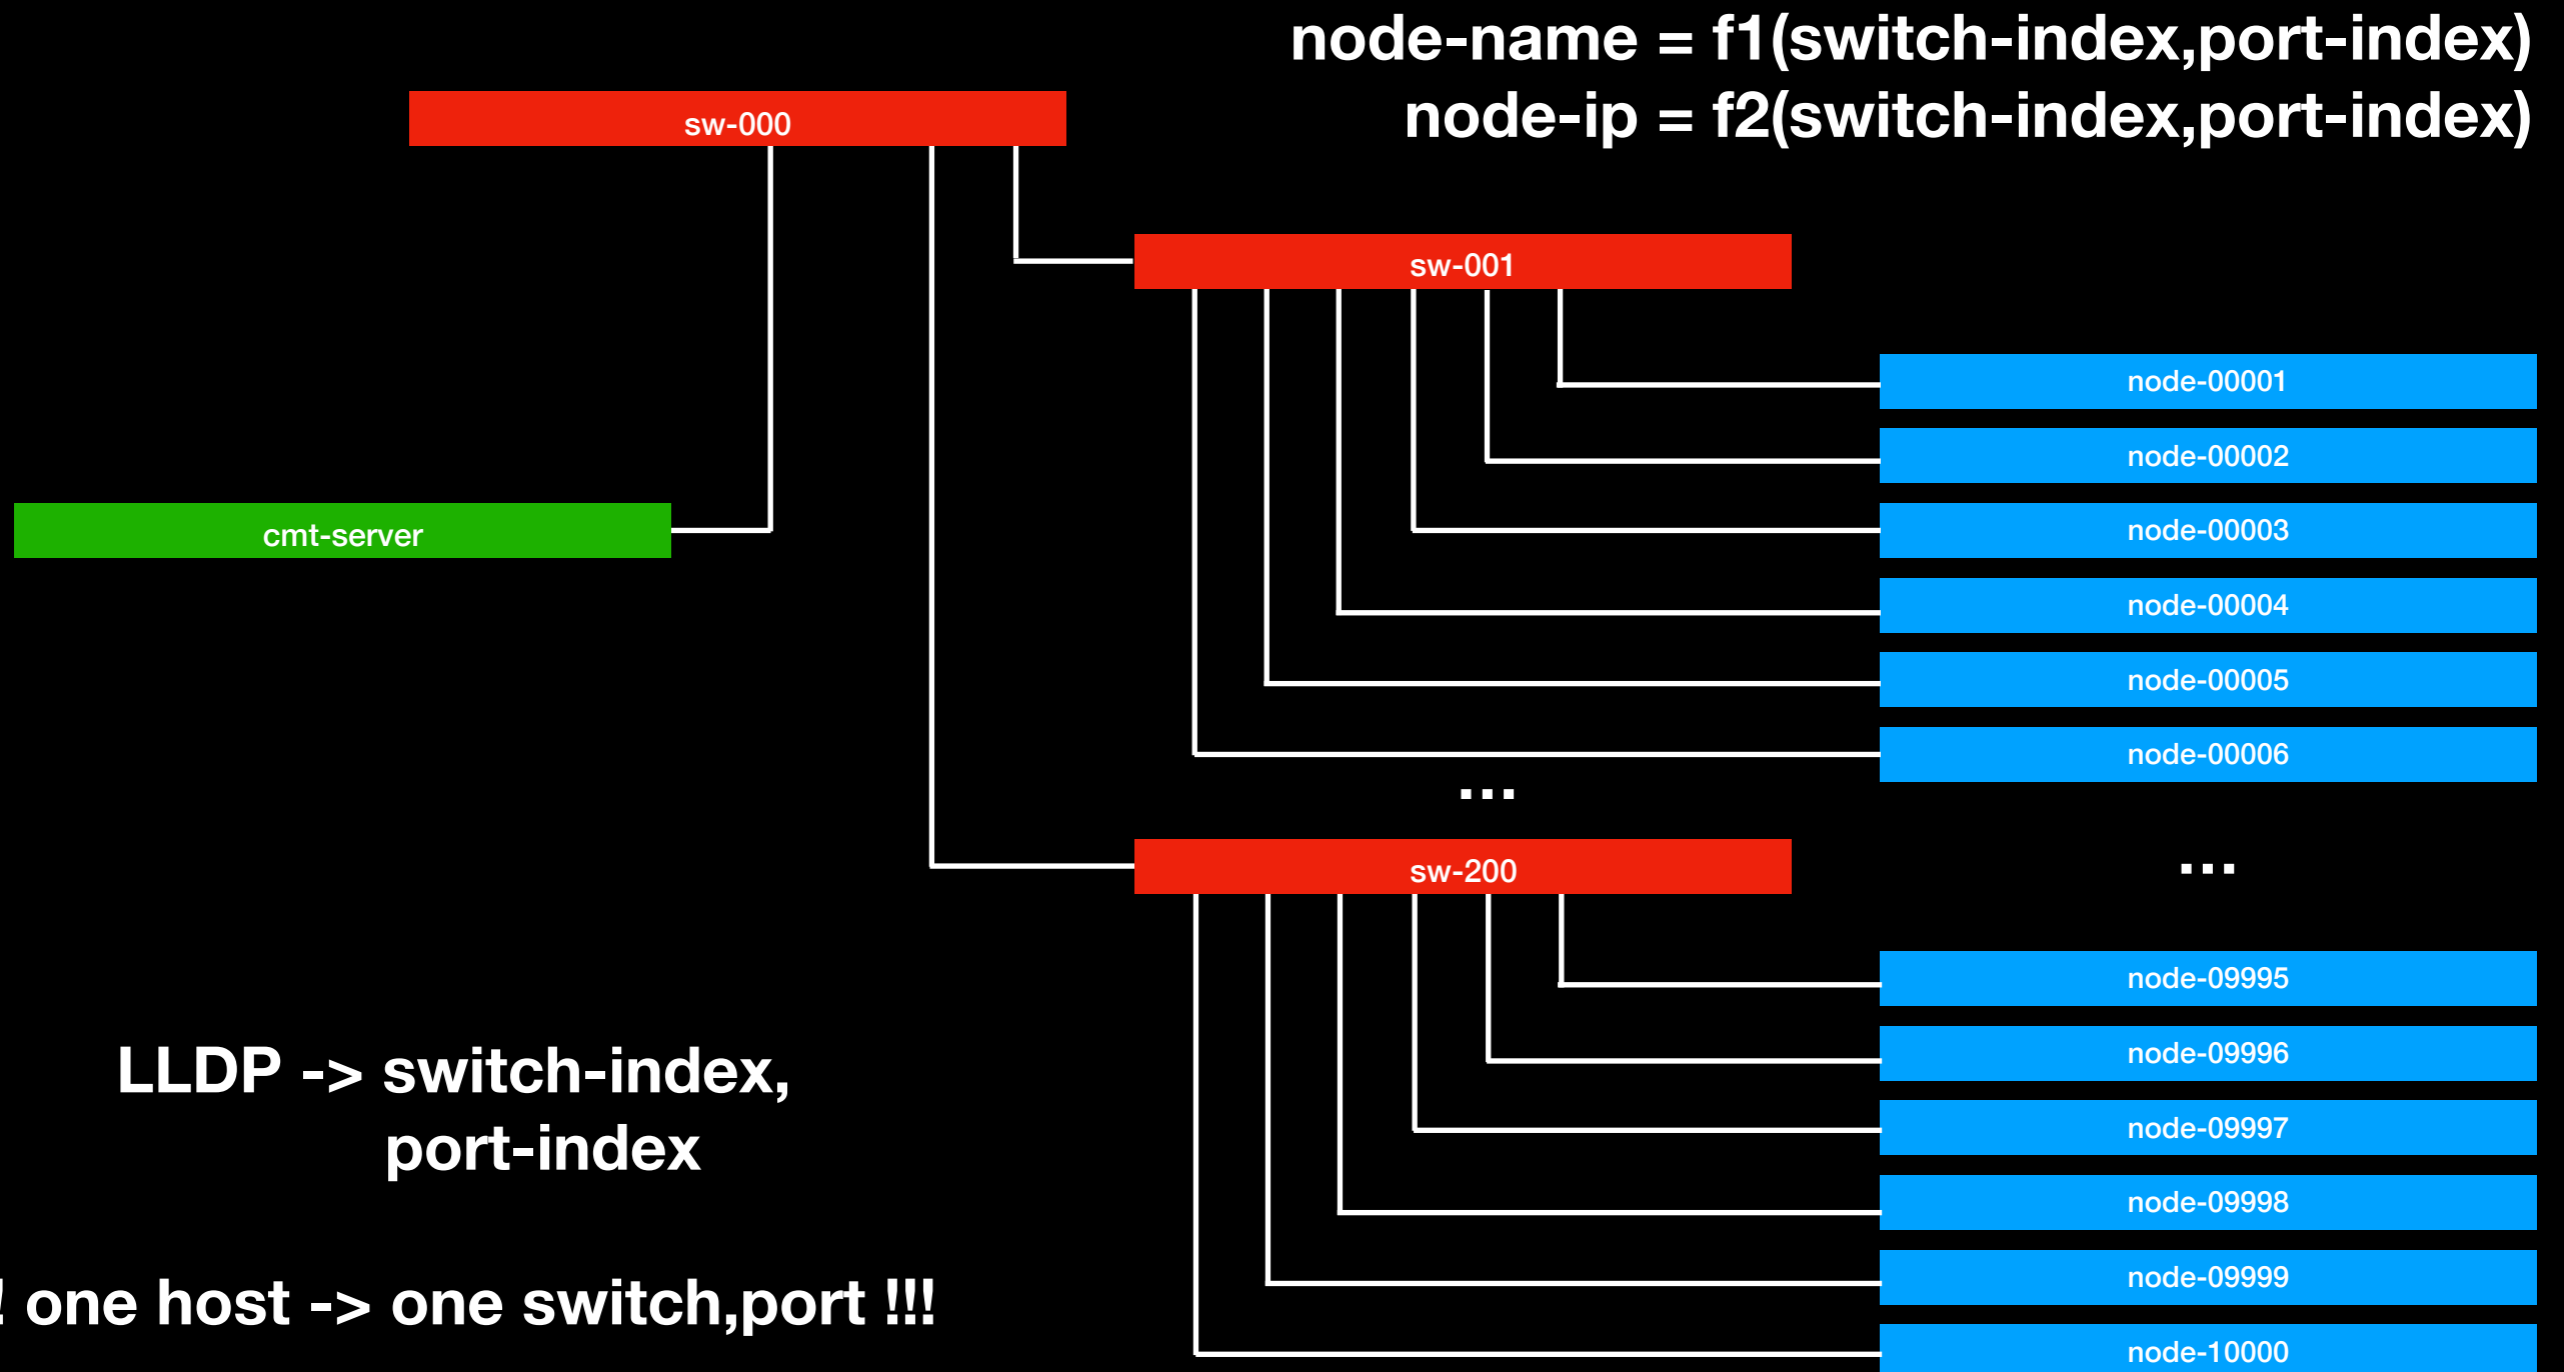 node-name = f1(switch-index,port-index)
node-ip = f2(switch-index,port-index)
sw-000
sw-001
node-00001
node-00002
node-00003
cmt-server
node-00004
node-00005
node-00006
...
sw-200
...
node-09995
node-09996
LLDP -> switch-index,
port-index
node-09997
node-09998
node-09999
! one host -> one switch,port !!!
node-10000